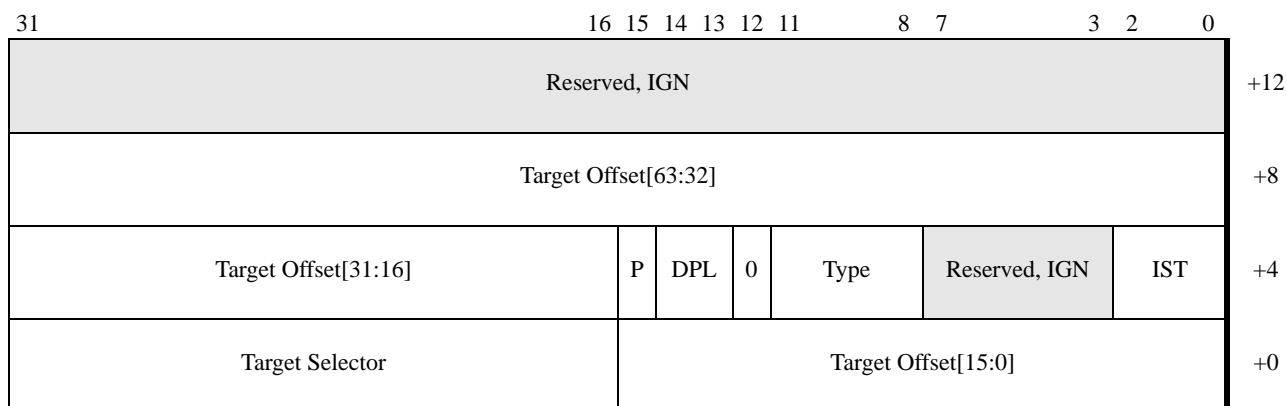 31 16 15 14 13 12 11 8 7 3 2 0
Reserved, IGN +12
Target Offset[63:32] +8
Target Offset[31:16] P DPL 0 Type Reserved, IGN IST +4
Target Selector Target Offset[15:0] +0